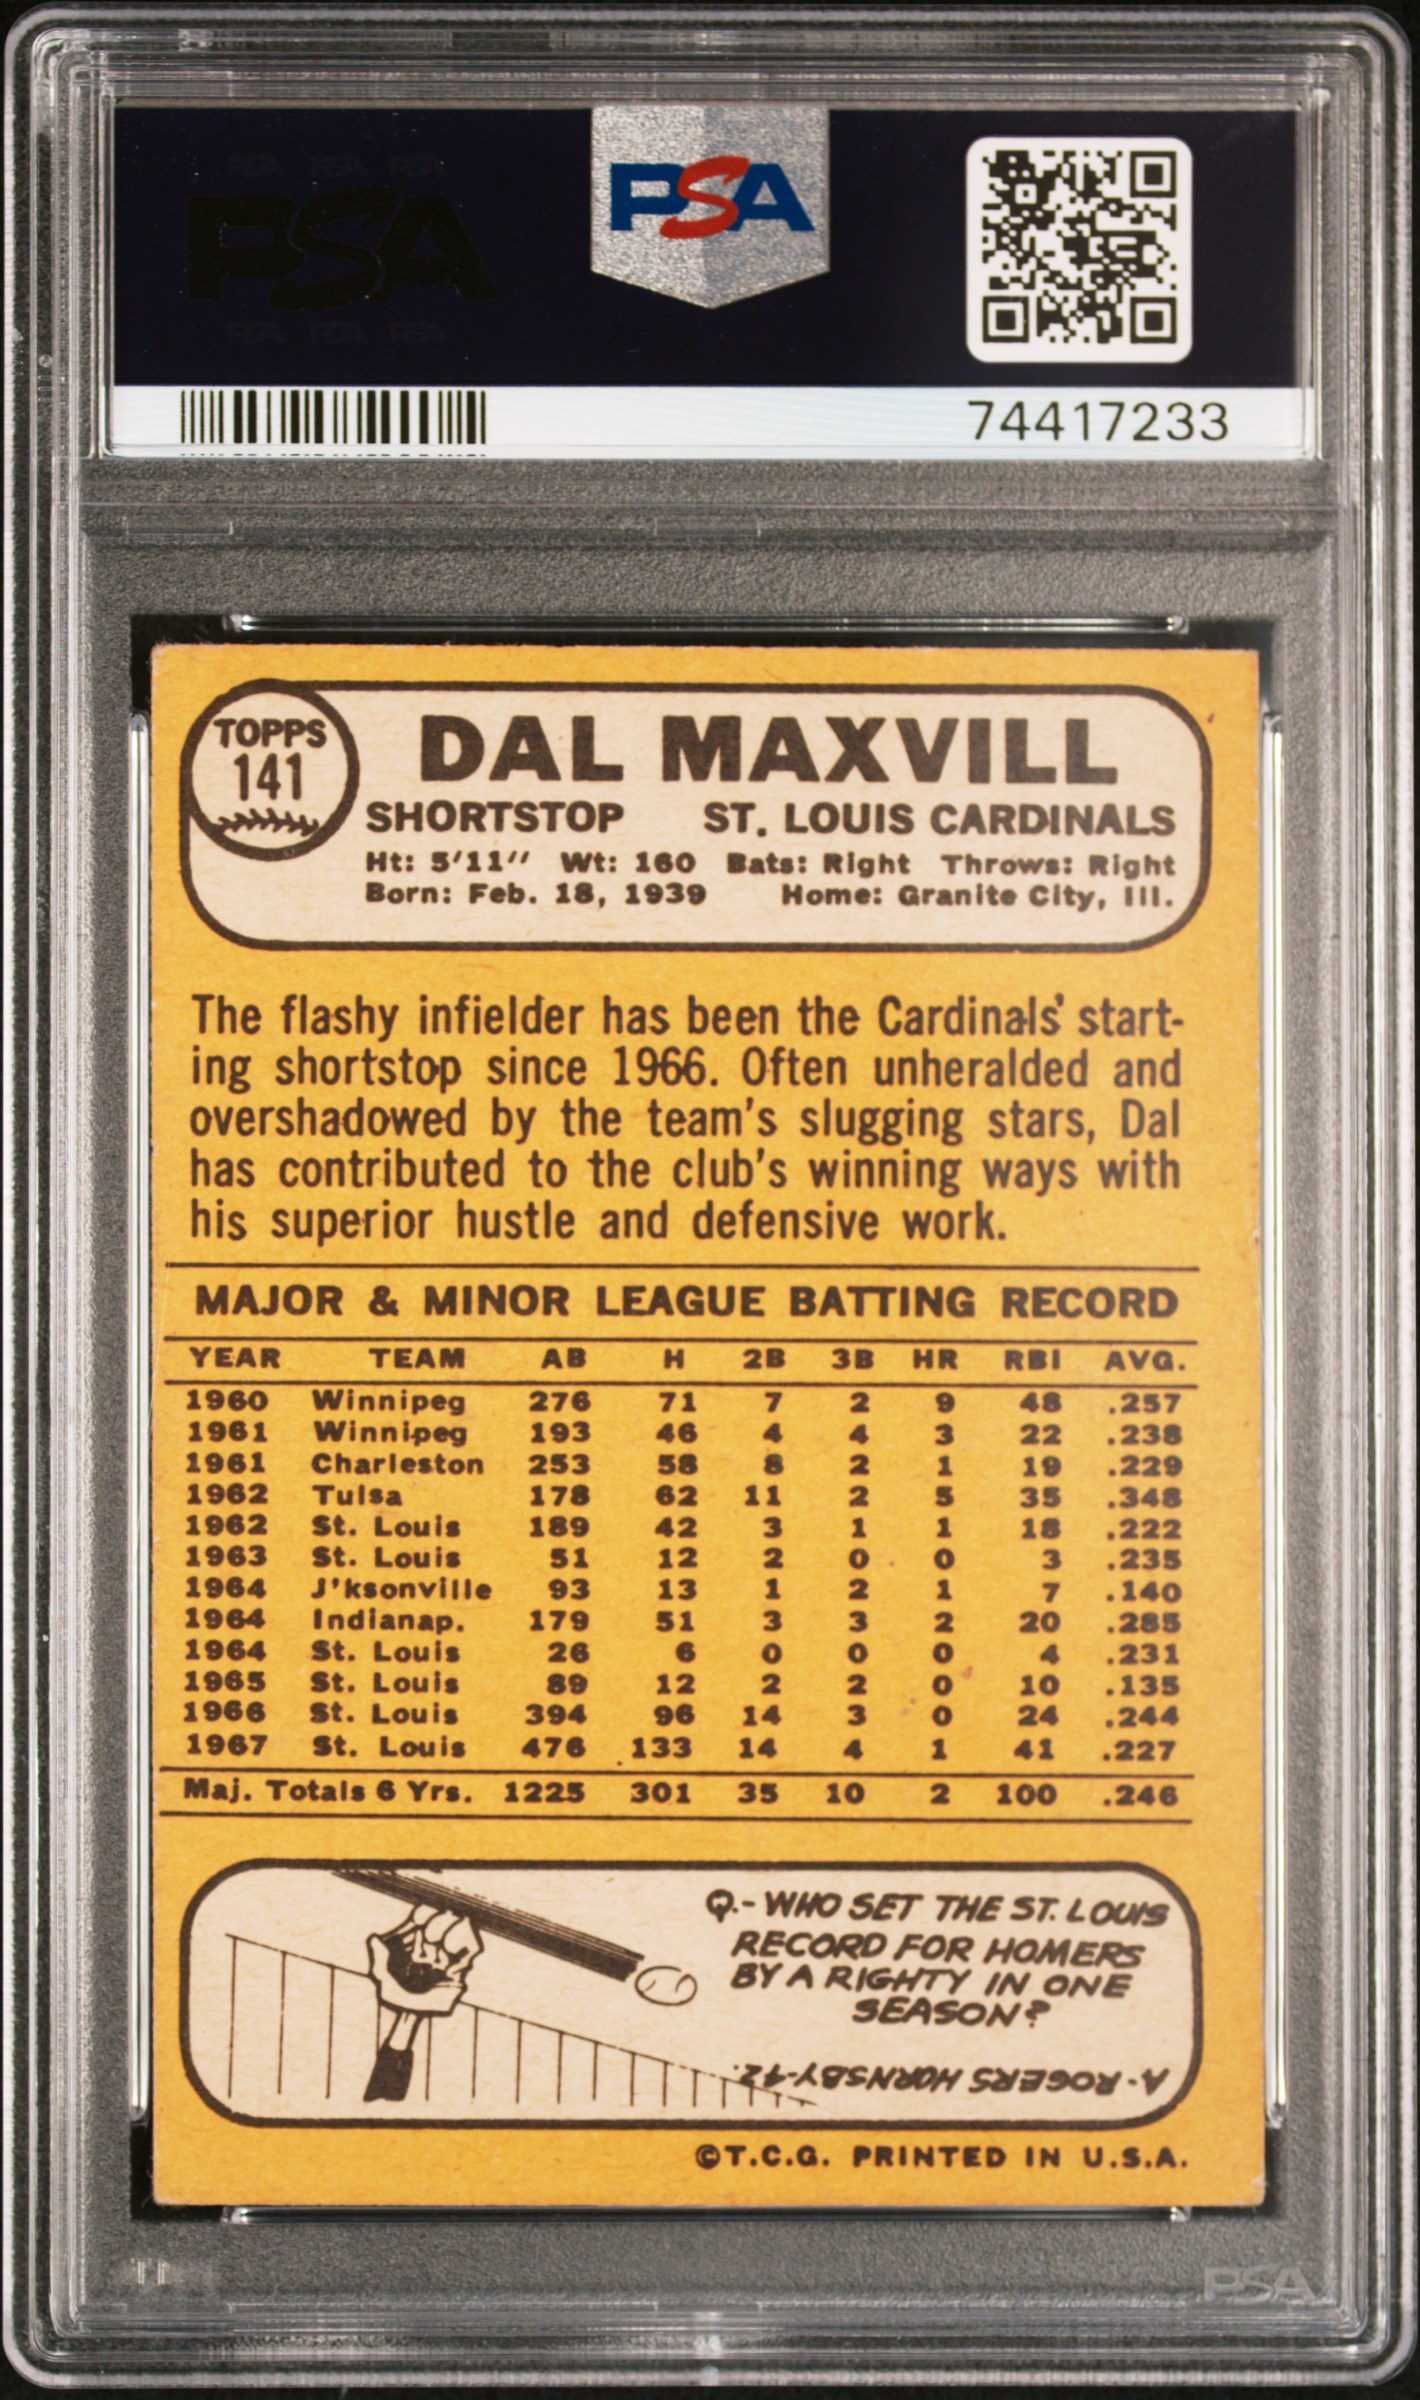 PSA
PSA
74417233
TOPPS
141
DAL MAXVILL
SHORTSTOP ST. LOUIS CARDINALS
Ht: 5'11" Wt: 160 Bats: Right Throws: Right
Born: Feb. 18, 1939 Home: Granite City, Ill.
The flashy infielder has been the Cardinals' start-
ing shortstop since 1966. Often unheralded and
overshadowed by the team's slugging stars, Dal
has contributed to the club's winning ways with
his superior hustle and defensive work.
MAJOR & MINOR LEAGUE BATTING RECORD
YEAR TEAM AB H 2B 3B HR RBI AVG.
1960 Winnipeg 276 71 7 2 9 48 .257
1961 Winnipeg 193 46 4 4 3 22 .238
1961 Charleston 253 58 8 2 1 19 .229
1962 Tulsa 178 62 11 2 5 35 .348
1962 St. Louis 189 42 3 1 1 18 .222
1963 St. Louis 51 12 2 0 0 3 .235
1964 J'ksonville 93 13 1 2 1 7 .140
1964 Indianap. 179 51 3 3 2 20 .285
1964 St. Louis 26 6 0 0 0 4 .231
1965 St. Louis 89 12 2 2 0 10 .135
1966 St. Louis 394 96 14 3 0 24 .244
1967 St. Louis 476 133 14 4 1 41 .227
Maj. Totals 6 Yrs. 1225 301 35 10 2 100 .246
Q.-WHO SET THE ST. LOUIS
RECORD FOR HOMERS
BY A RIGHTY IN ONE
SEASON?
A-ROGERS HORNSBY-42.
©T.C.G. PRINTED IN U.S.A.
PSA